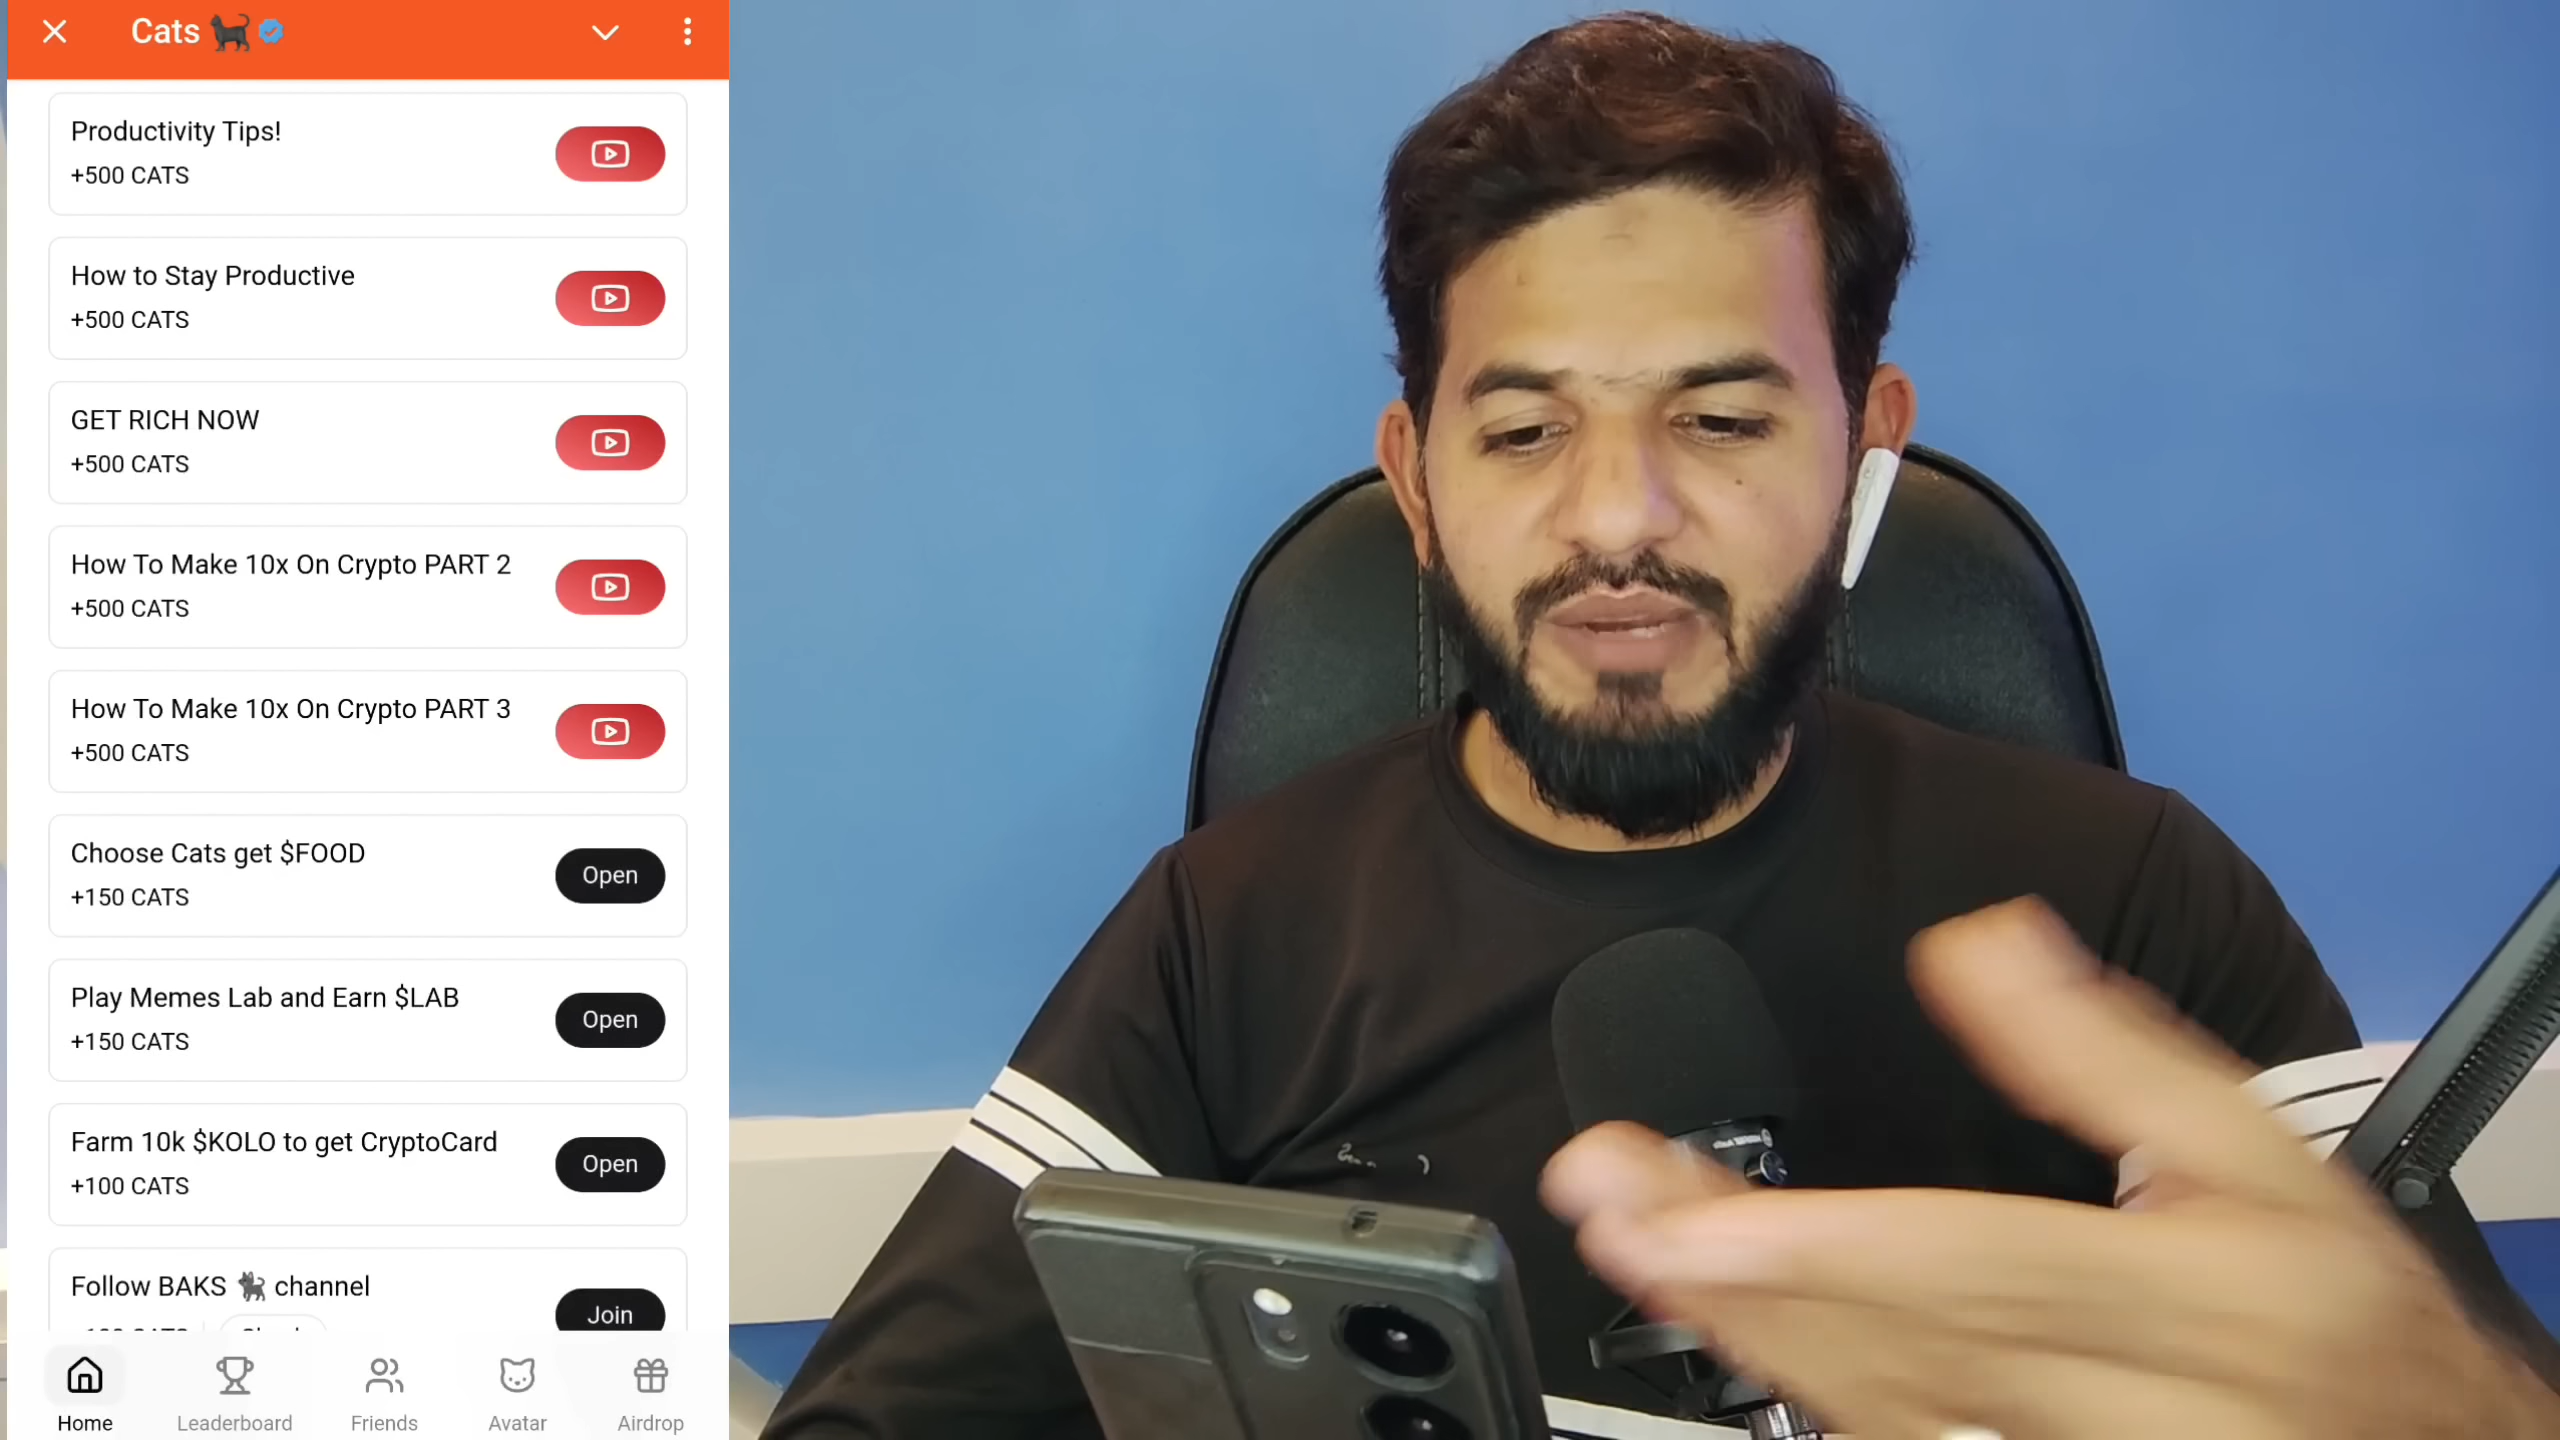 Cats
Productivity Tips!
+500 CATS
How to Stay Productive
+500 CATS
GET RICH NOW
+500 CATS
How To Make 10x On Crypto PART 2
+500 CATS
How To Make 10x On Crypto PART 3
+500 CATS
Choose Cats get $FOOD
+150 CATS
Open
Play Memes Lab and Earn $LAB
+150 CATS
Open
Farm 10k $KOLO to get CryptoCard
+100 CATS
Open
Follow BAKS channel
Join
Home
Leaderboard
Friends
Avatar
Airdrop